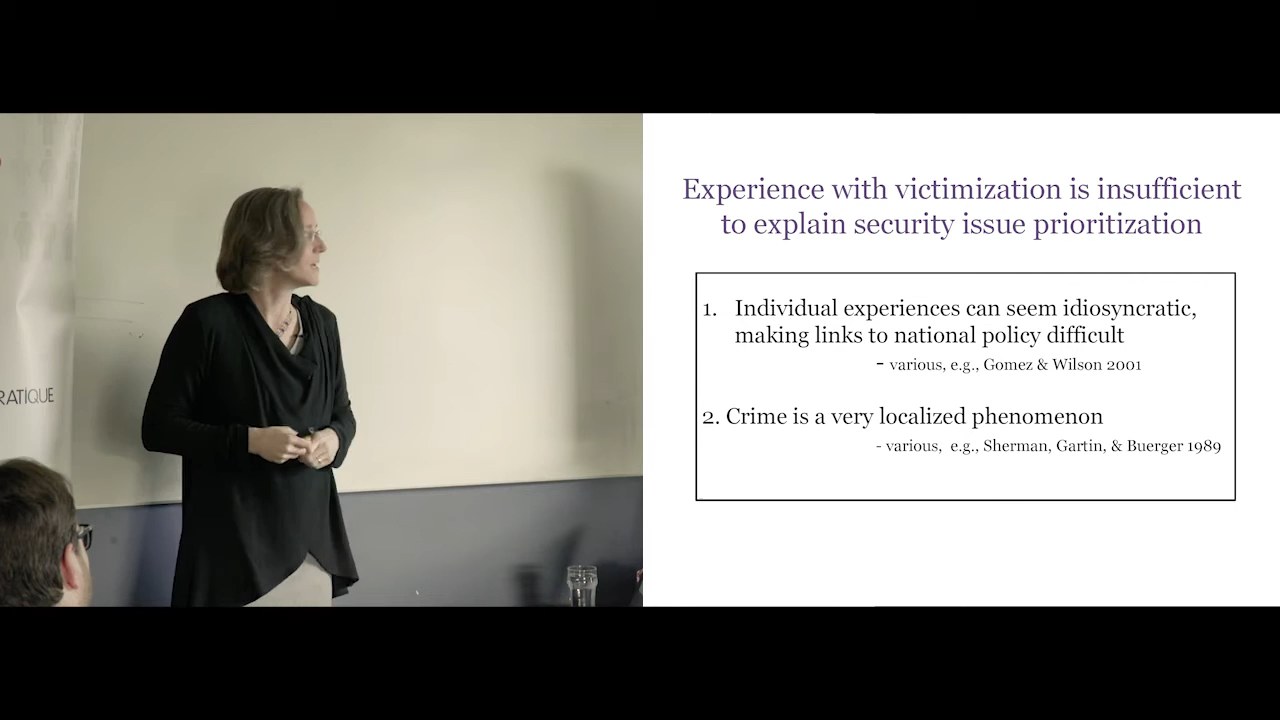 RATIQUE
Experience with victimization is insufficient
to explain security issue prioritization
1. Individual experiences can seem idiosyncratic,
making links to national policy difficult
- various, e.g., Gomez & Wilson 2001
2. Crime is a very localized phenomenon
- various, e.g., Sherman, Gartin, & Buerger 1989